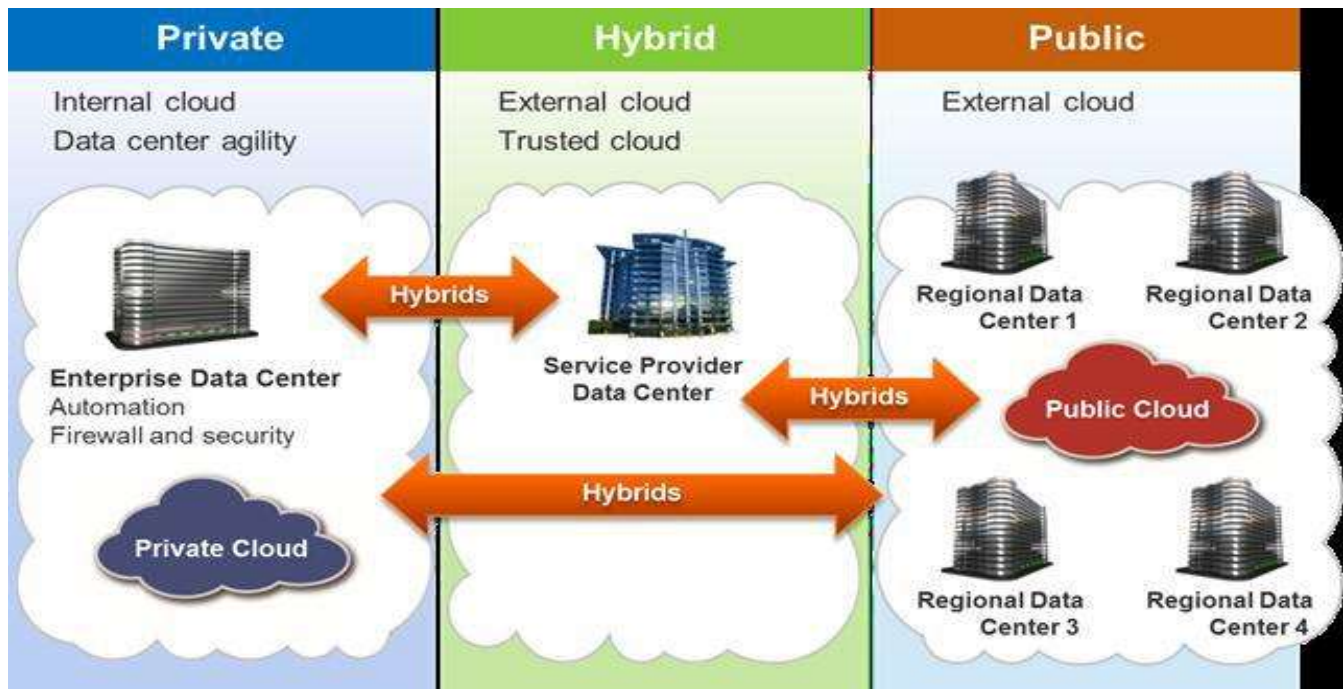 Private
Hybrid
Public
Internal cloud
Data center agility
External cloud
Trusted cloud
External cloud
Enterprise Data Center
Automation
Firewall and security
Private Cloud
Hybrids
Service Provider
Data Center
Hybrids
Hybrids
Regional Data
Center 1
Regional Data
Center 2
Public Cloud
Regional Data
Center 3
Regional Data
Center 4